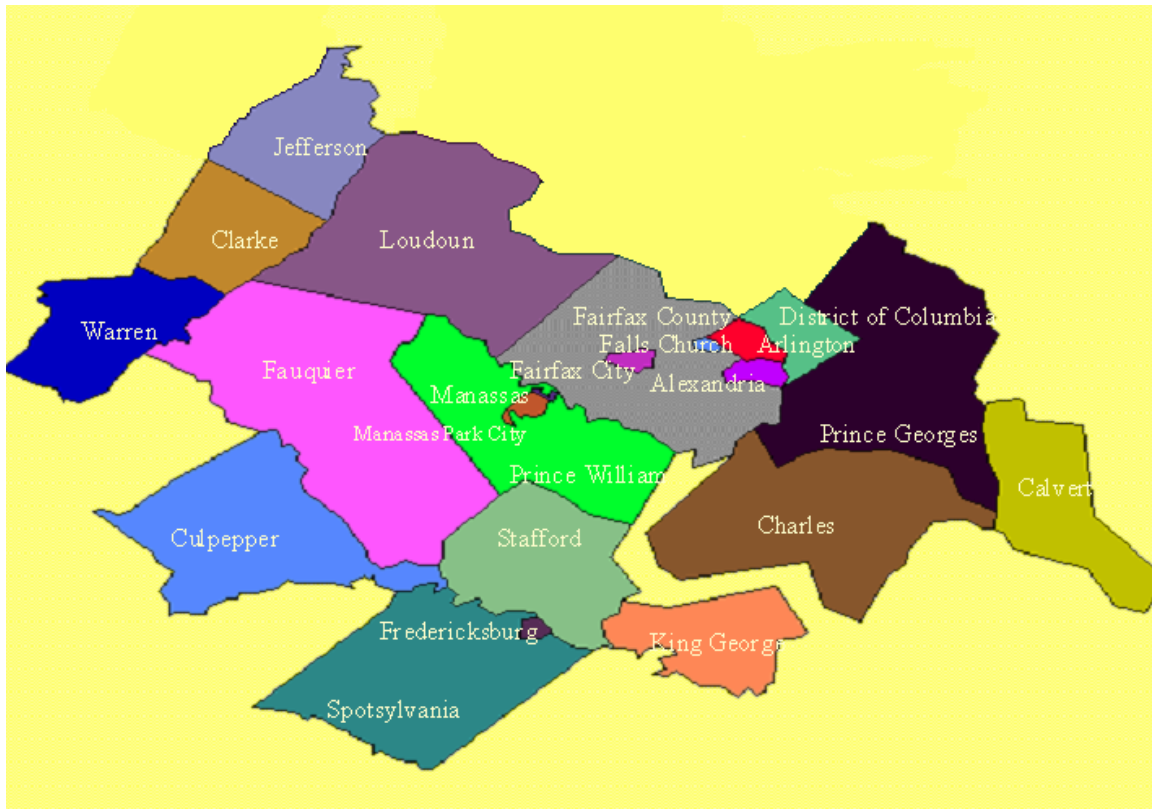 Jefferson
Clarke
Loudoun
Warren
Fairfax County
District of Columbia
Falls Church
Arlington
Fauquier
Fairfax City
Alexandria
Manassas
Manassas Park City
Prince Georges
Prince William
Calvert
Culpepper
Stafford
Charles
Fredericksburg
King George
Spotsylvania